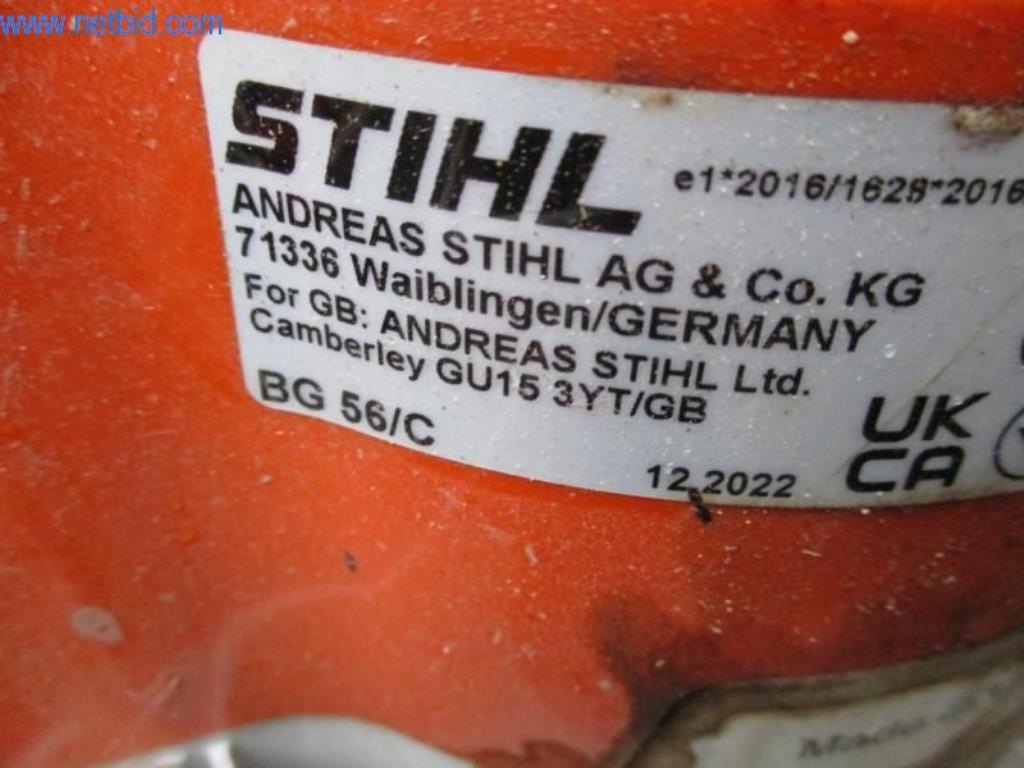 www.netbid.com
STIHL
e1*2016/1628*2016
ANDREAS STIHL AG & Co. KG
71336 Waiblingen/GERMANY
For GB: ANDREAS STIHL Ltd.
Camberley GU15 3YT/GB
BG 56/C
12.2022
UK
CA
Made